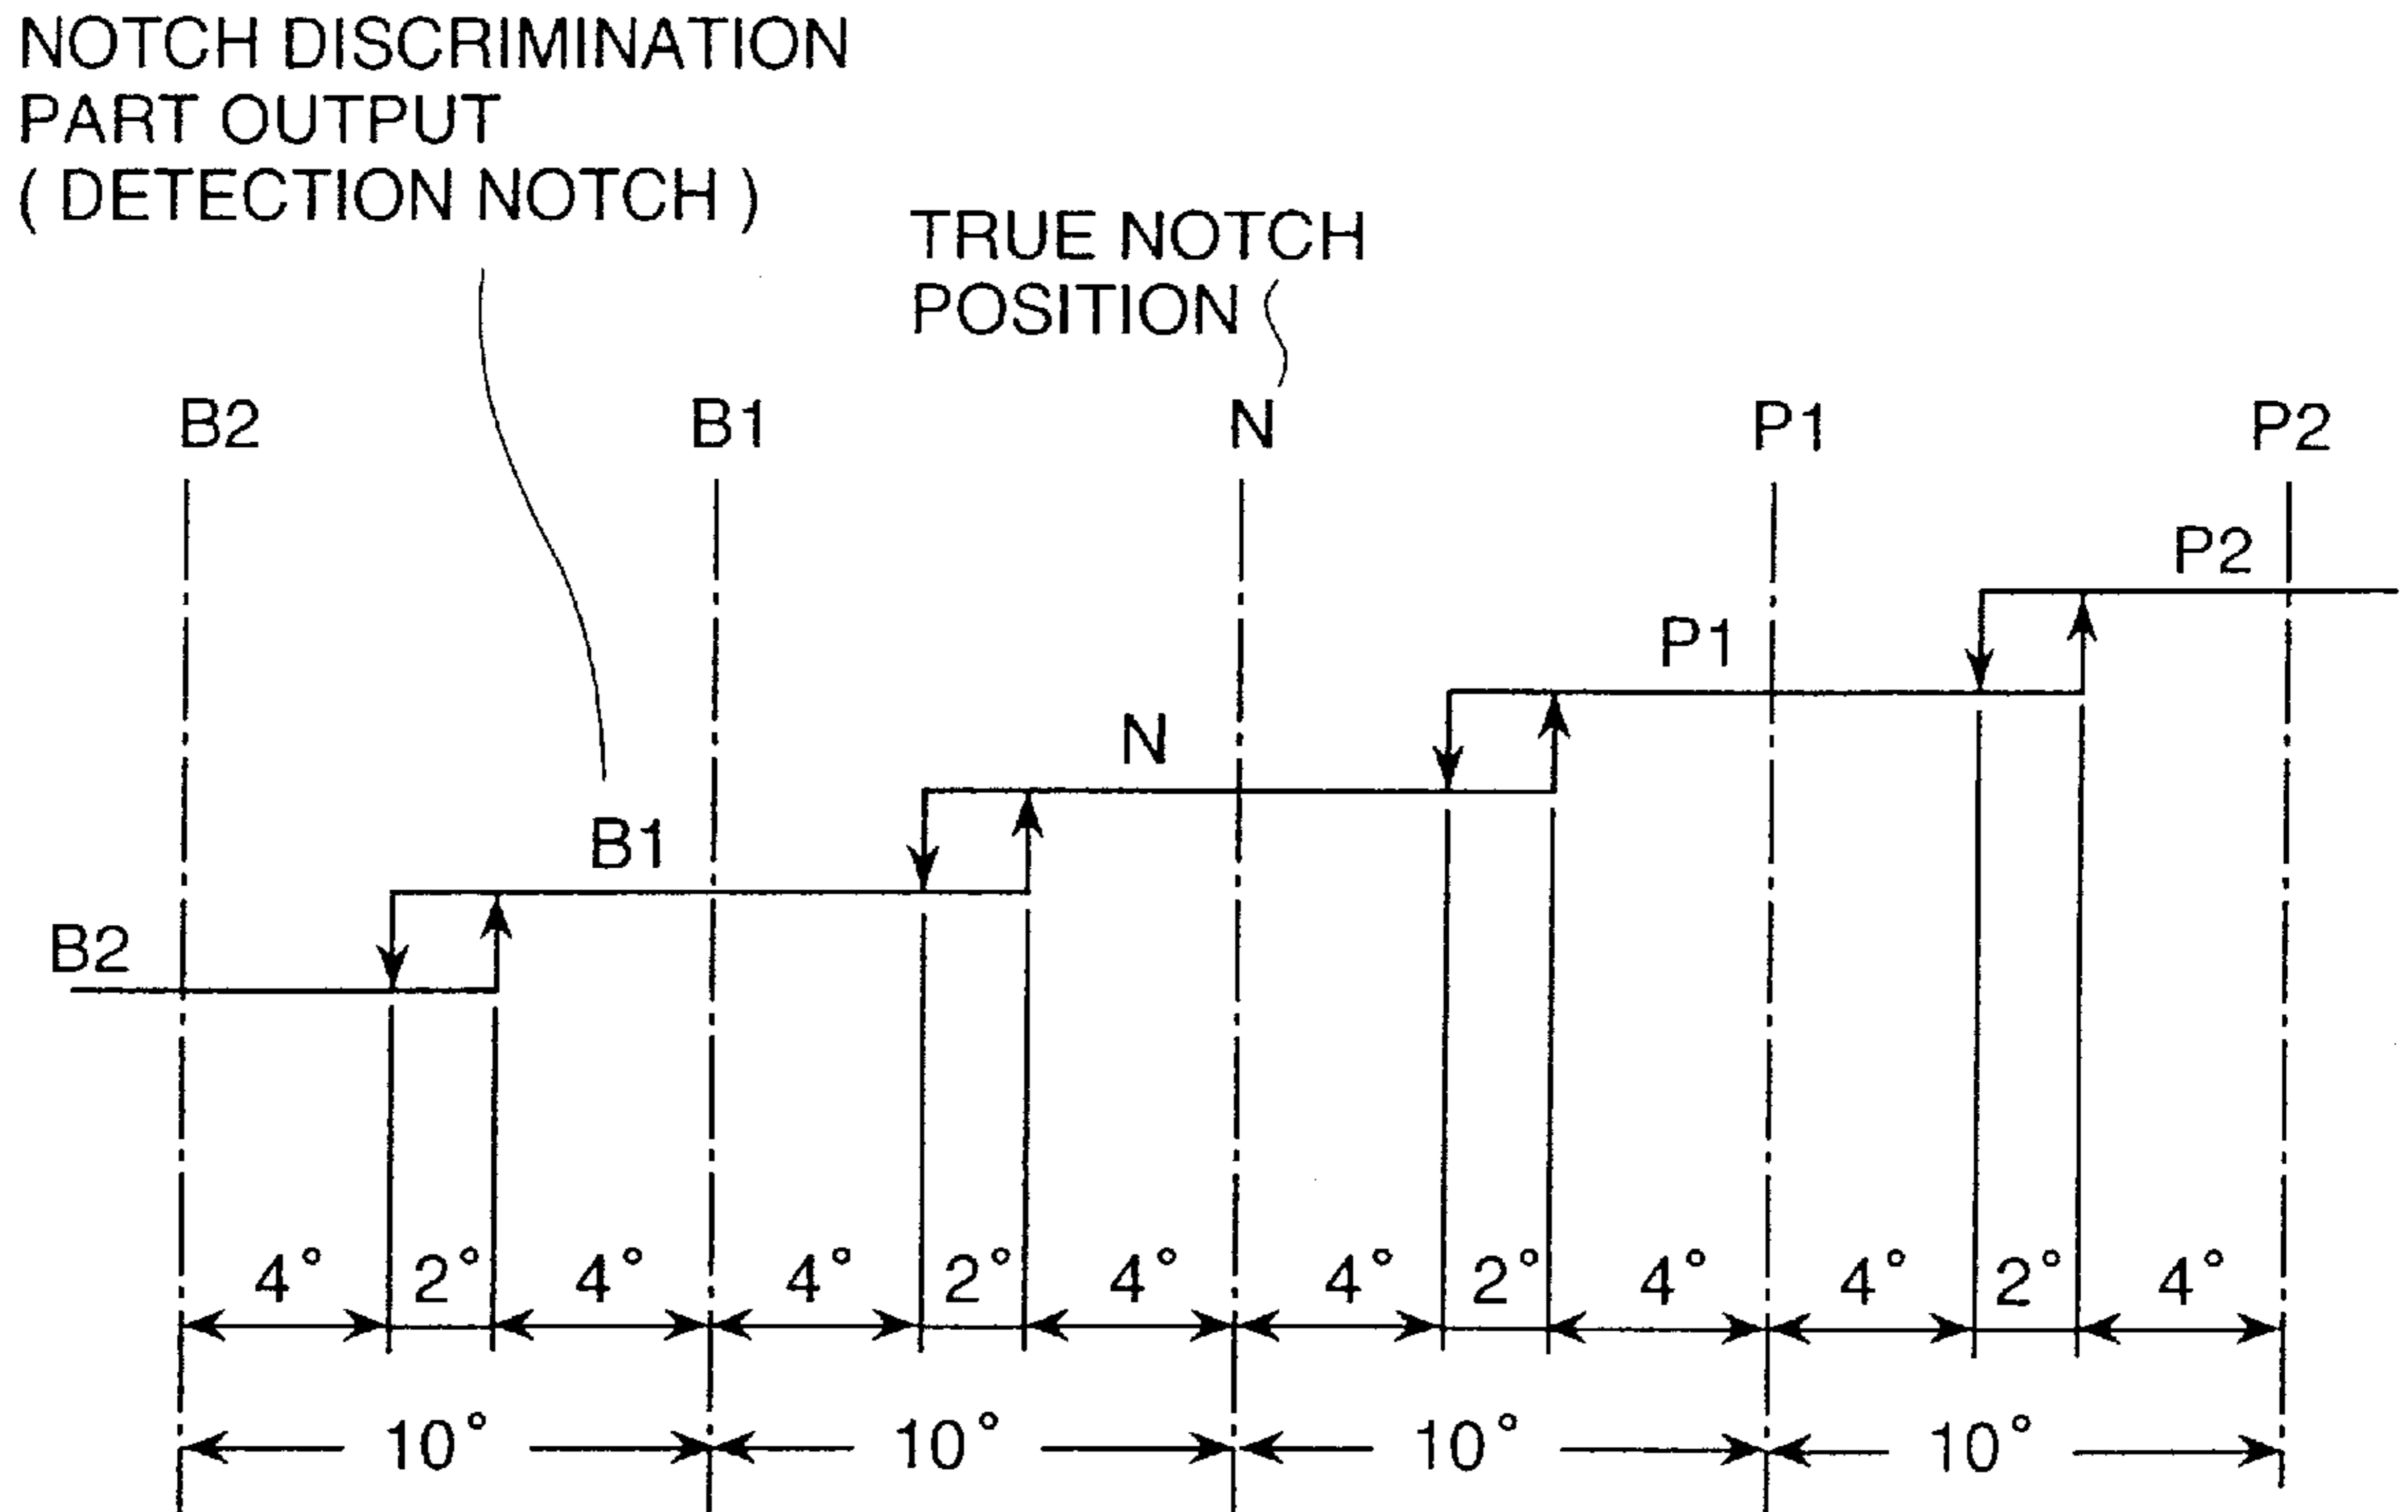 NOTCH DISCRIMINATION
PART OUTPUT
( DETECTION NOTCH )
TRUE NOTCH
POSITION
B2 B1 N P1 P2
P2
P1
N
B1
B2
4° 2° 4° 4° 2° 4° 4° 2° 4° 4° 2° 4°
10° 10° 10° 10°